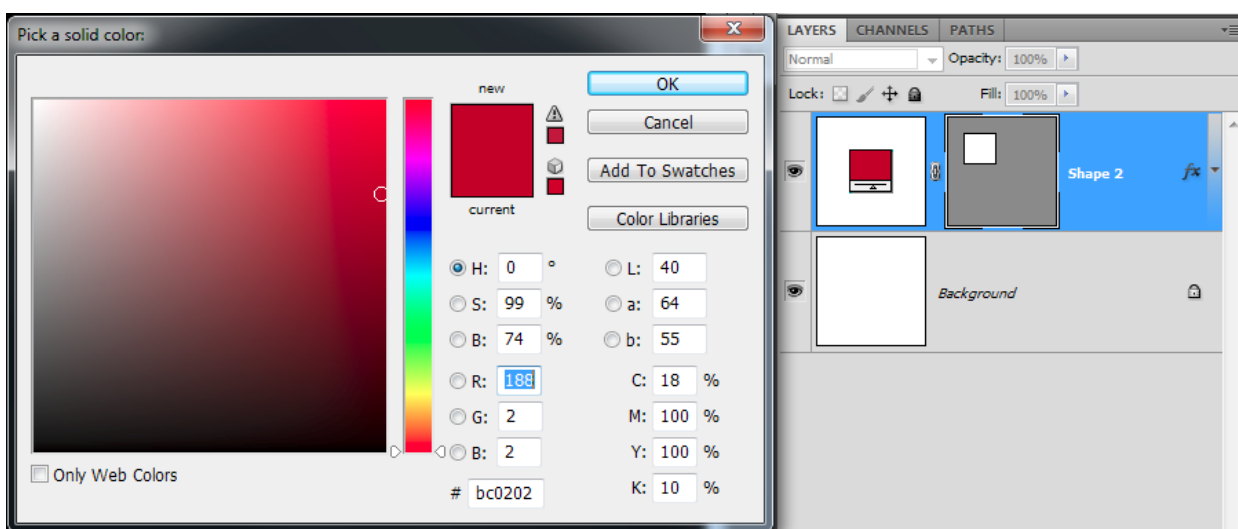 Pick a solid color:
new
current
OK
Cancel
Add To Swatches
Color Libraries
H: 0 °
S: 99 %
B: 74 %
R: 188
G: 2
B: 2
# bc0202
L: 40
a: 64
b: 55
C: 18 %
M: 100 %
Y: 100 %
K: 10 %
Only Web Colors
LAYERS CHANNELS PATHS
Normal Opacity: 100%
Lock: Fill: 100%
Shape 2 fx
Background